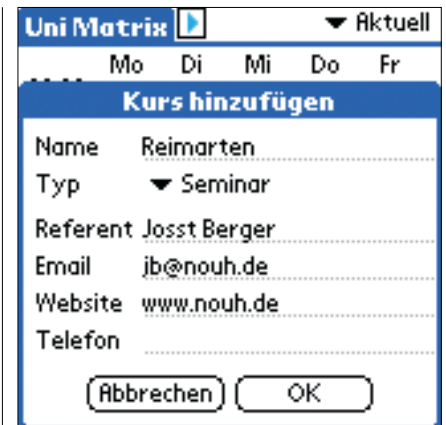 Uni Matrix Aktuell
Mo Di Mi Do Fr
Kurs hinzufügen
Name Reimarten
Typ Seminar
Referent Josst Berger
Email jb@nouh.de
Website www.nouh.de
Telefon
Abbrechen OK